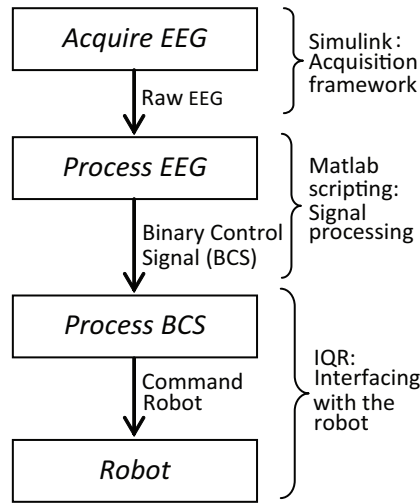 Acquire EEG
Simulink:
Acquisition
framework
Raw EEG
Process EEG
Matlab
scripting:
Signal
processing
Binary Control
Signal (BCS)
Process BCS
IQR:
Interfacing
with the
robot
Command
Robot
Robot